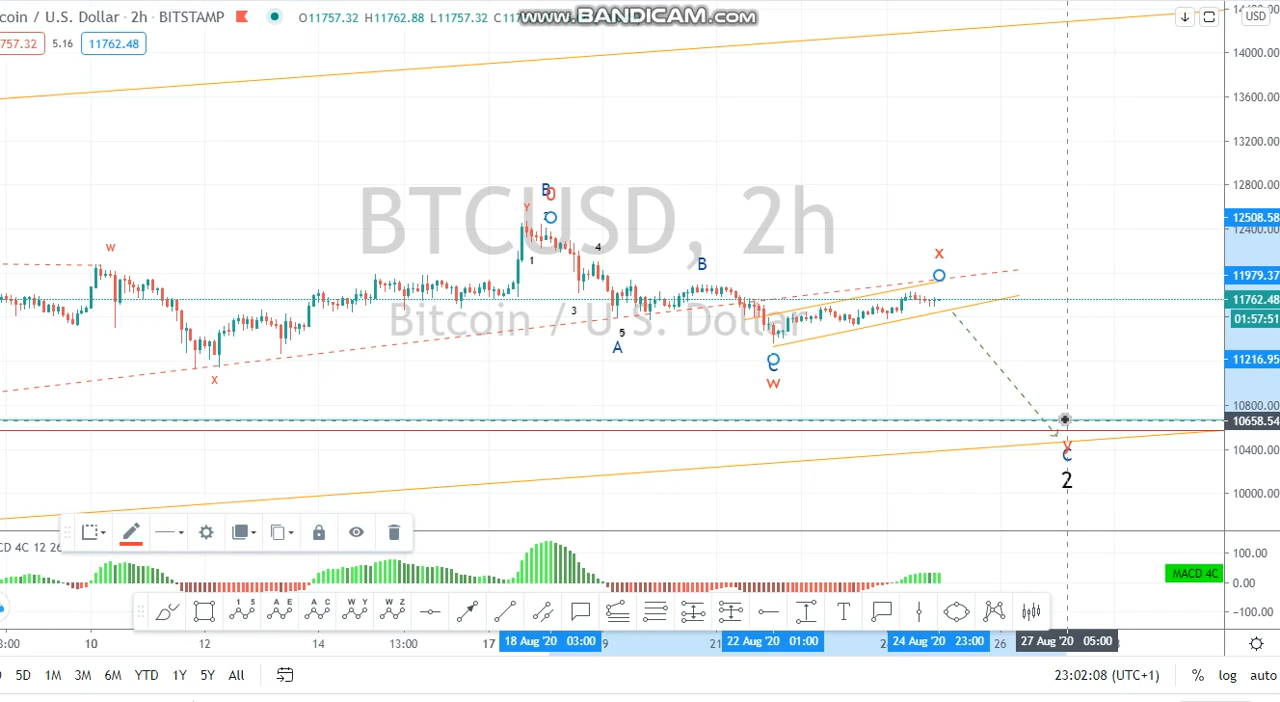 coin / U.S. Dollar · 2h · BITSTAMP O11757.32 H11762.88 L11757.32
www.BANDICAM.com
USD
757.32 5.16 11762.48
14000.00
13600.00
13200.00
12800.00
BTCUSD, 2h
Bitcoin / U.S. Dollar
12508.58
12400.00
11979.37
11762.48
01:57:51
11216.95
10800.00
10658.54
10400.00
10000.00
W
X
Y
B
0
1
4
3
5
A
B
W
X
C
2
CD 4C 12 26
100.00
MACD 4C
0.00
−100.00
1 5
A E
A C
W Y
W Z
T
10 12 14 13:00 17 18 Aug '20 03:00 21 22 Aug '20 01:00 24 Aug '20 23:00 26 27 Aug '20 05:00
5D 1M 3M 6M YTD 1Y 5Y All 23:02:08 (UTC+1) % log auto